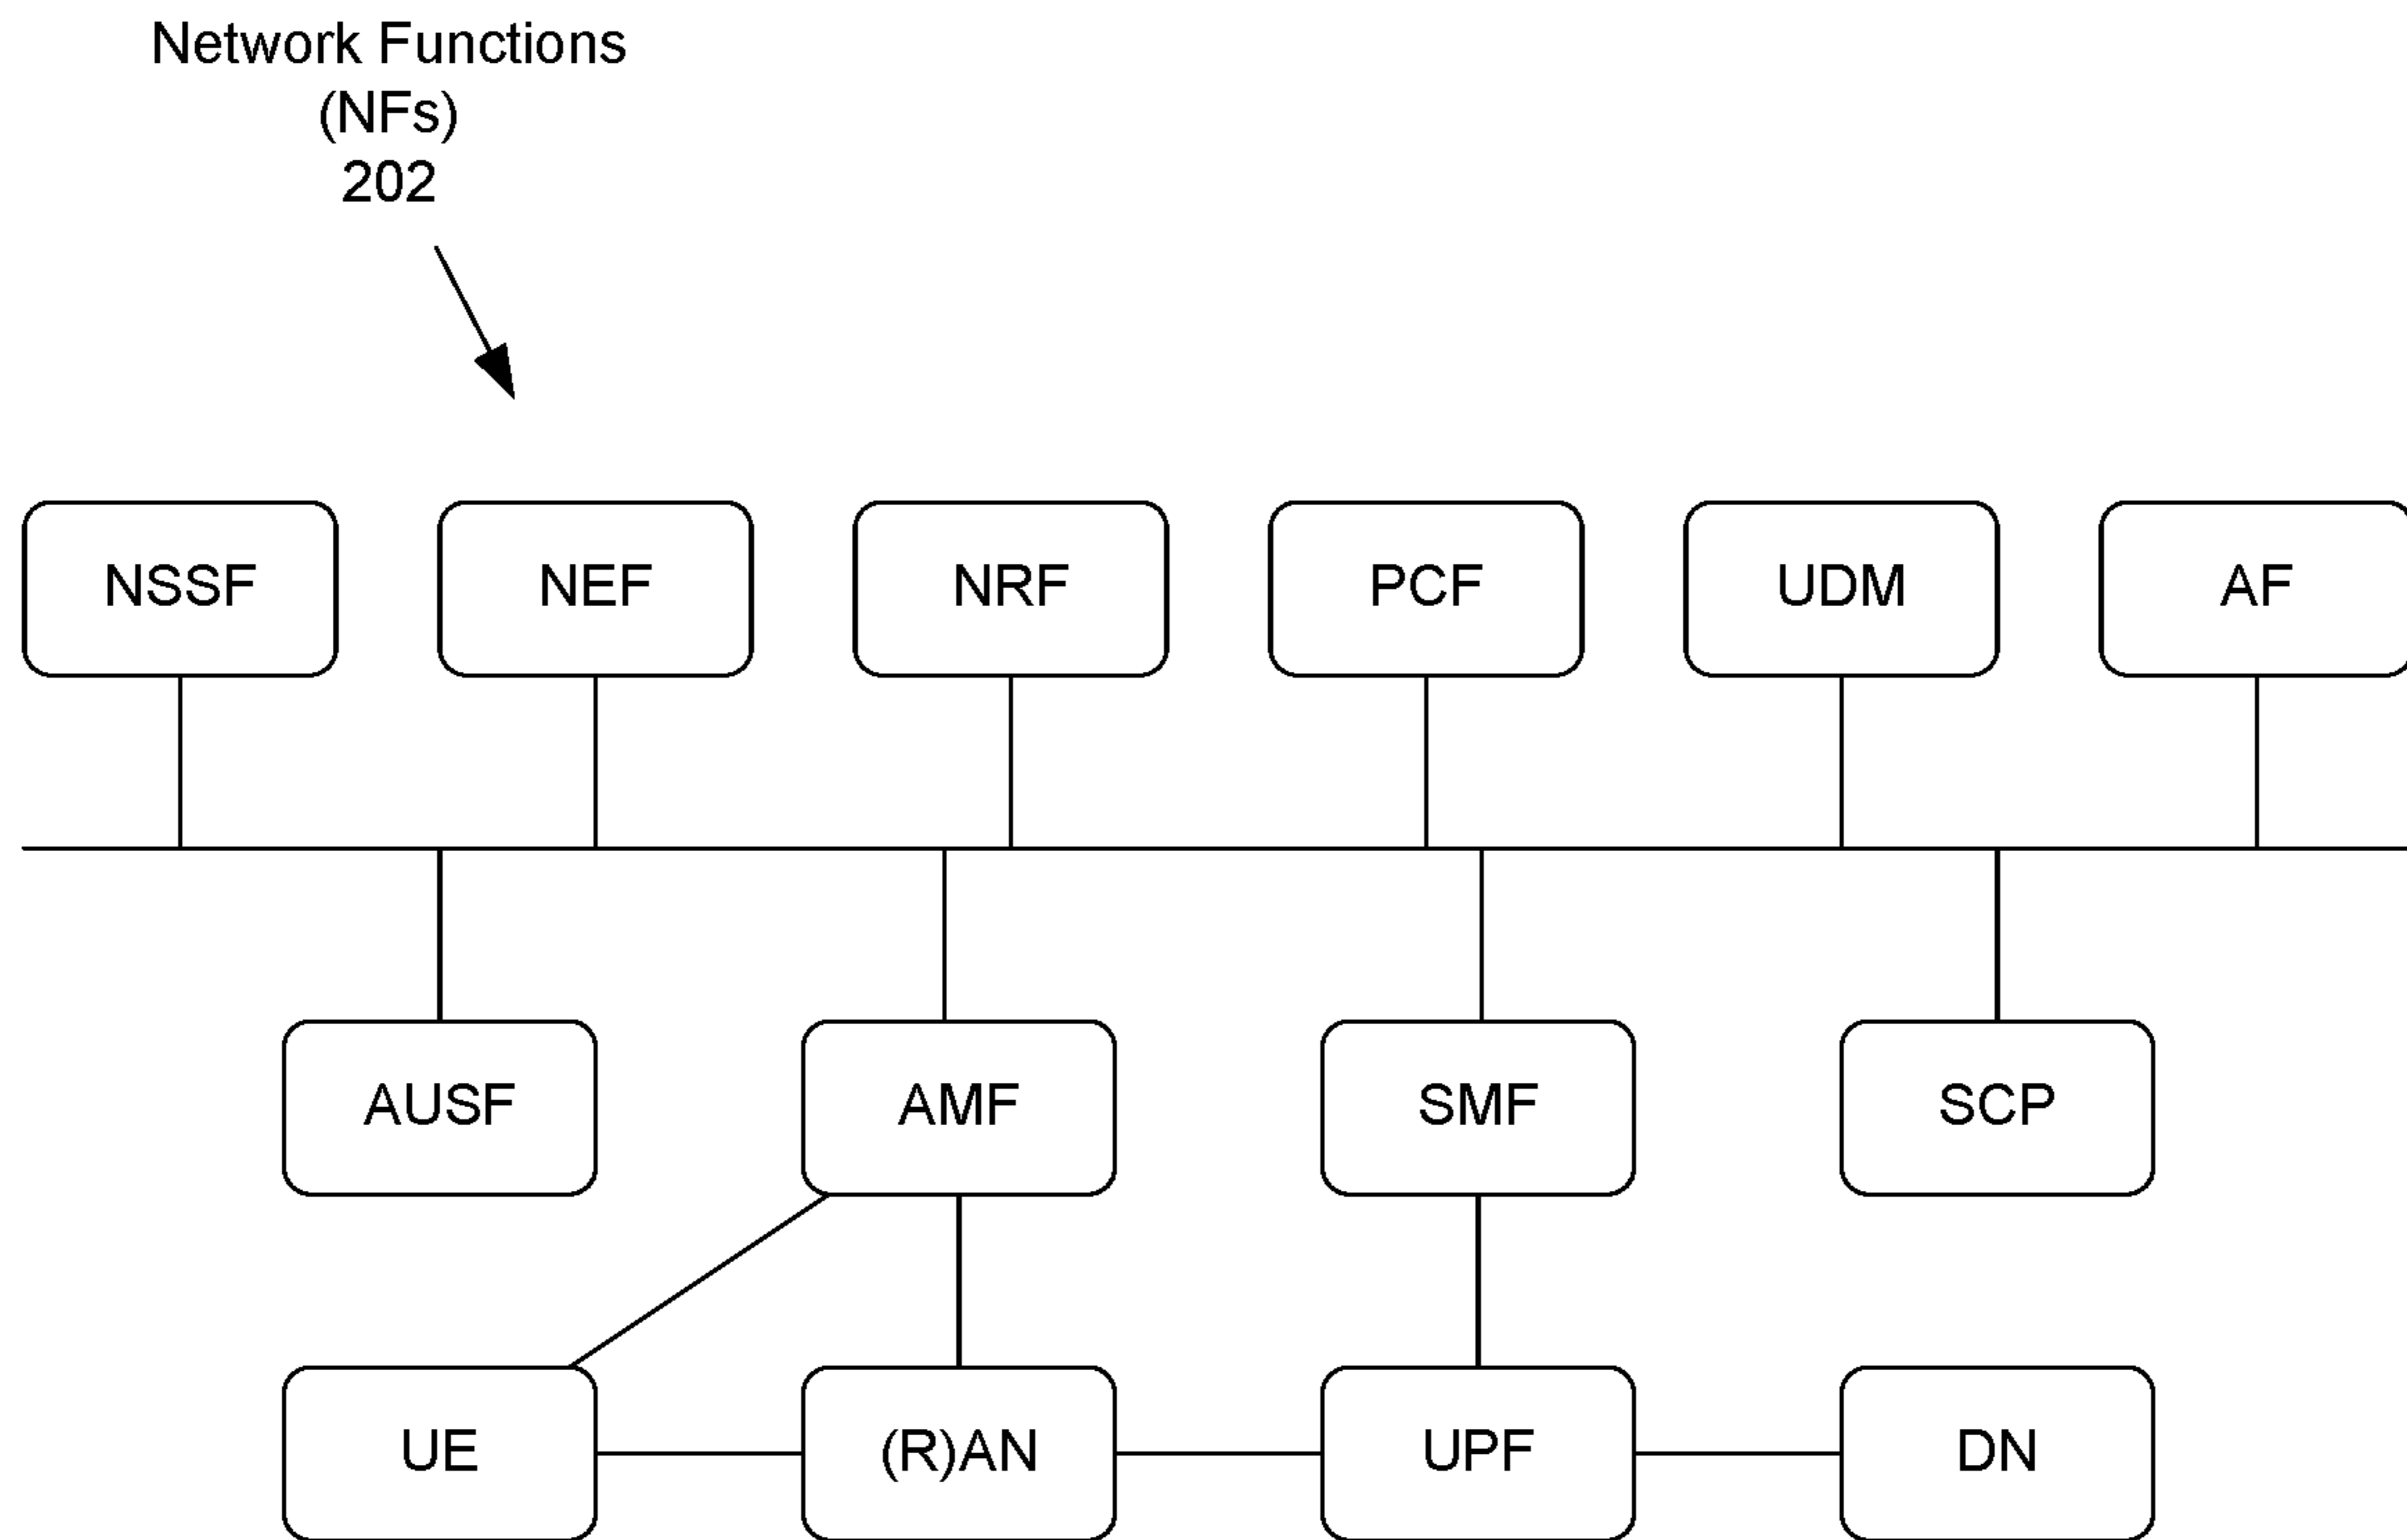 Network Functions
(NFs)
202
NSSF
NEF
NRF
PCF
UDM
AF
AUSF
AMF
SMF
SCP
UE
(R)AN
UPF
DN